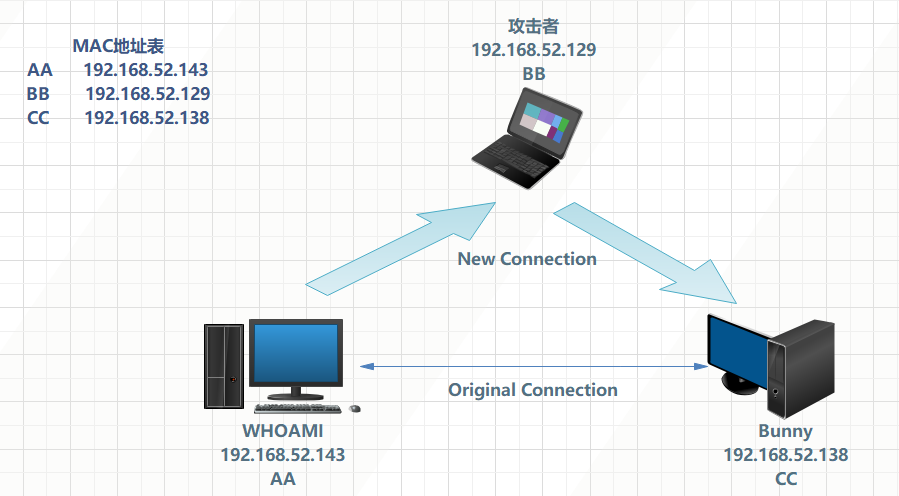 MAC地址表
AA 192.168.52.143
BB 192.168.52.129
CC 192.168.52.138
攻击者
192.168.52.129
BB
New Connection
Original Connection
WHOAMI
192.168.52.143
AA
Bunny
192.168.52.138
CC